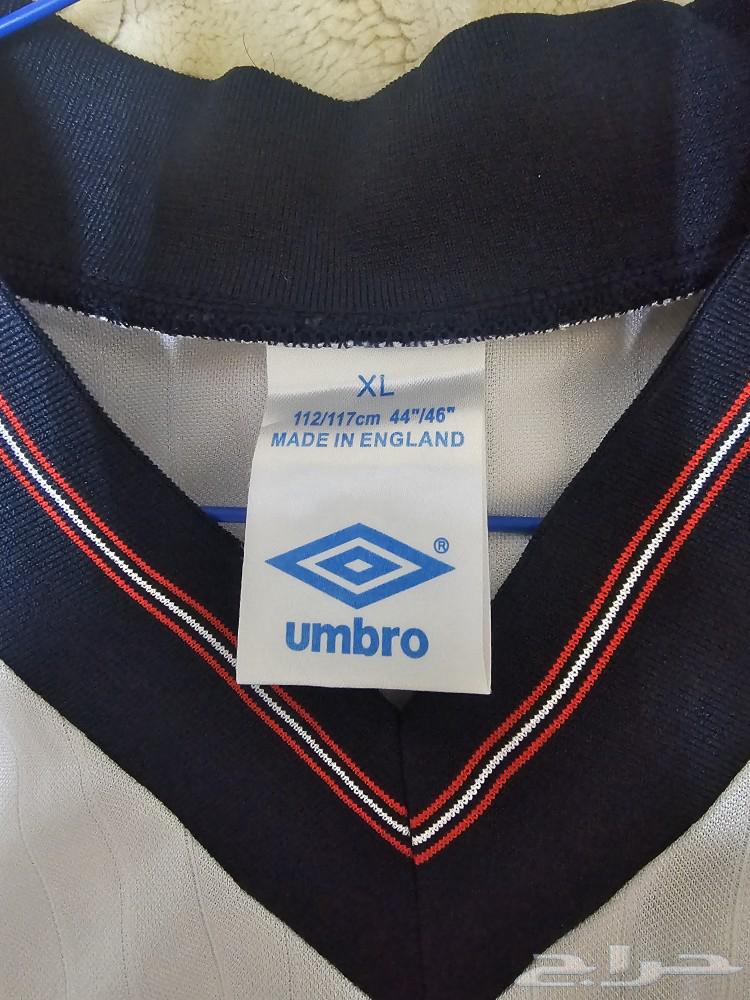 XL
112/117cm 44"/46"
MADE IN ENGLAND
®
umbro
حراج